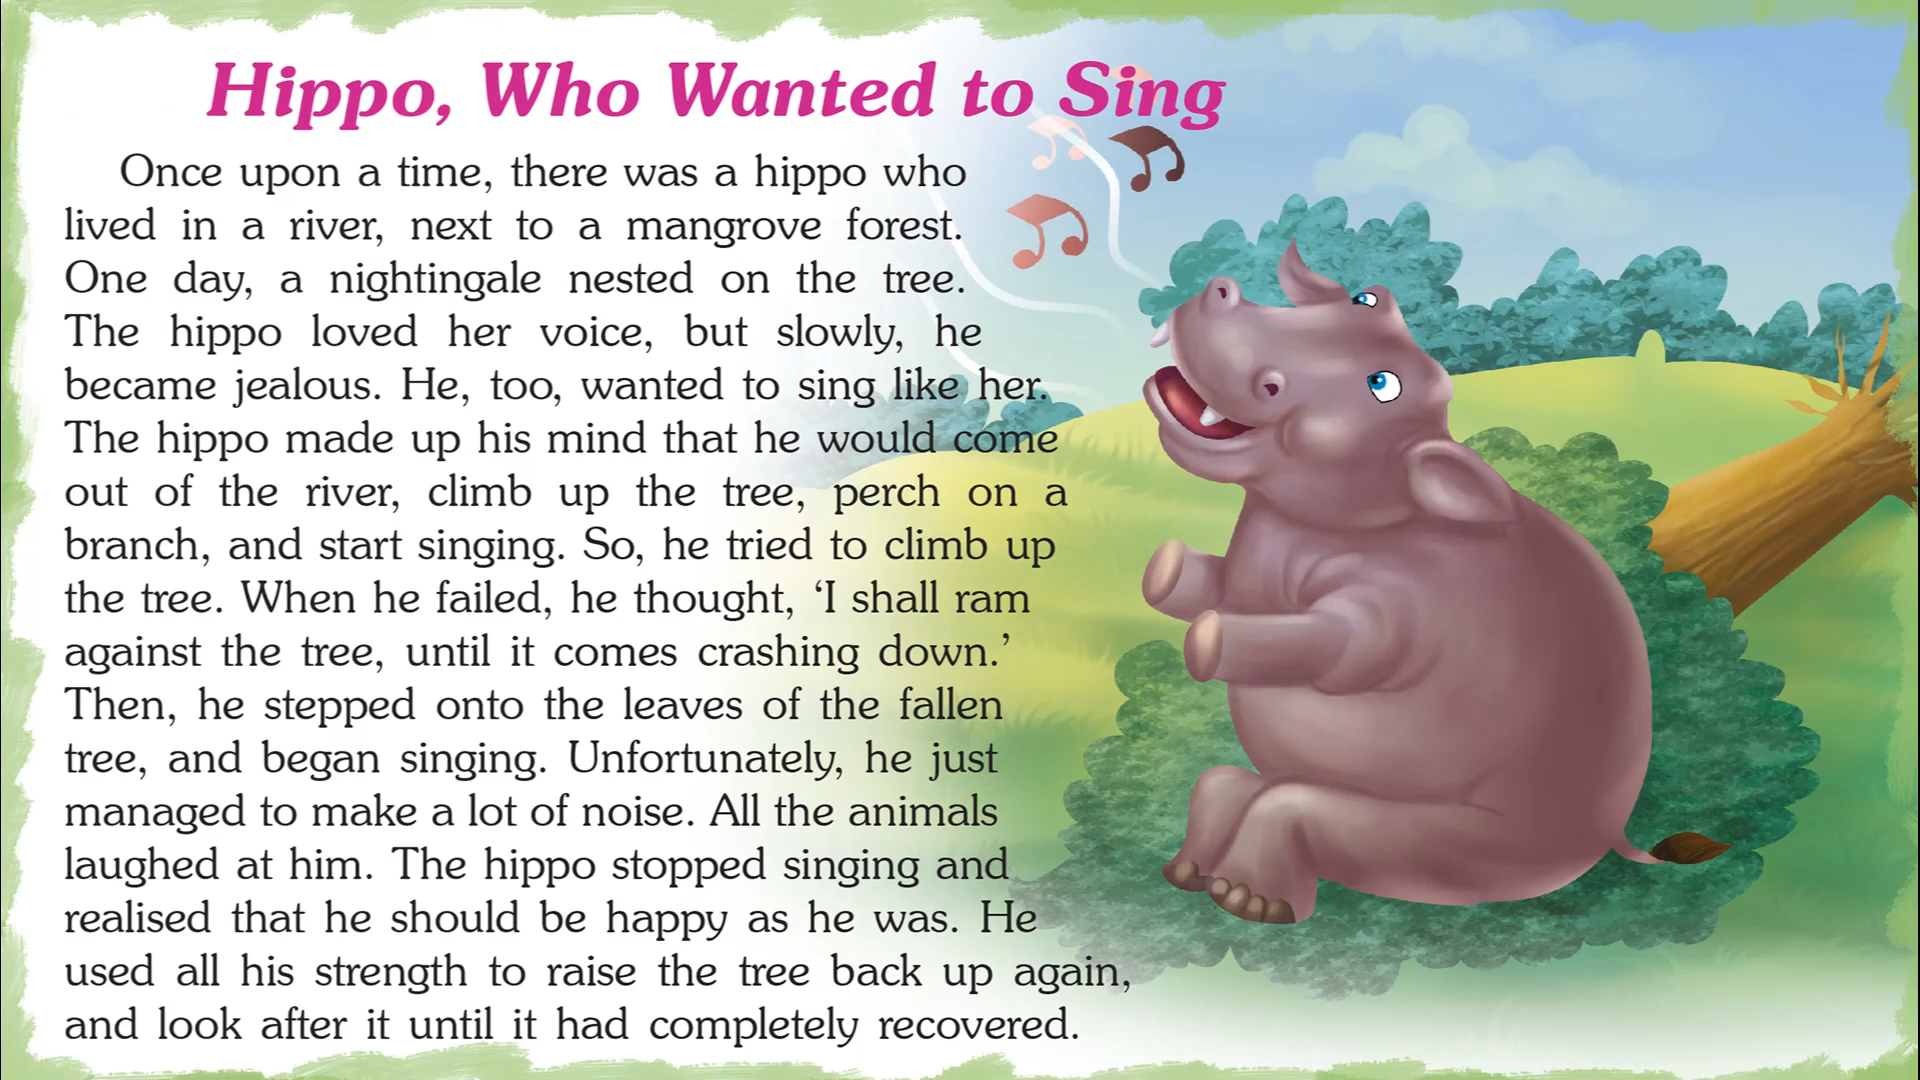 Hippo, Who Wanted to Sing
Once upon a time, there was a hippo who
lived in a river, next to a mangrove forest.
One day, a nightingale nested on the tree.
The hippo loved her voice, but slowly, he
became jealous. He, too, wanted to sing like her.
The hippo made up his mind that he would come
out of the river, climb up the tree, perch on a
branch, and start singing. So, he tried to climb up
the tree. When he failed, he thought, ‘I shall ram
against the tree, until it comes crashing down.’
Then, he stepped onto the leaves of the fallen
tree, and began singing. Unfortunately, he just
managed to make a lot of noise. All the animals
laughed at him. The hippo stopped singing and
realised that he should be happy as he was. He
used all his strength to raise the tree back up again,
and look after it until it had completely recovered.